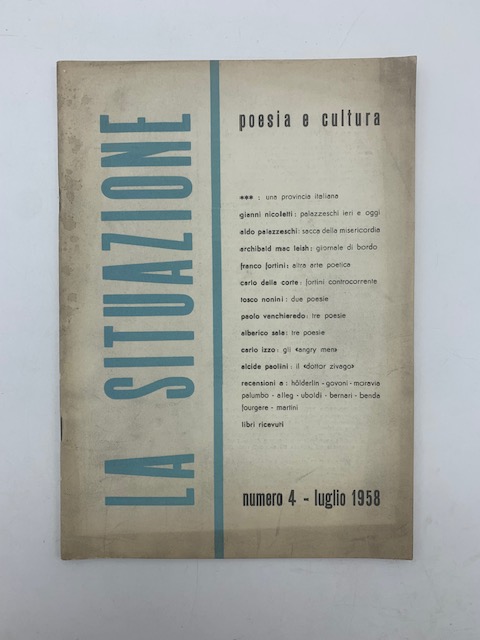 LA SITUAZIONE
poesia e cultura
*** : una provincia italiana
gianni nicoletti : palazzeschi ieri e oggi
aldo palazzeschi : sacca della misericordia
archibald mac leish : giornale di bordo
franco fortini : altra arte poetica
carlo della corte : fortini controcorrente
tosco nonini : due poesie
paolo venchieredo : tre poesie
alberico sala : tre poesie
carlo izzo : gli «angry men»
alcide paolini : il «dottor zivago»
recensioni a : hölderlin - govoni - moravia
palumbo - alleg - uboldi - bernari - benda
fourgere - martini
libri ricevuti
numero 4 - luglio 1958